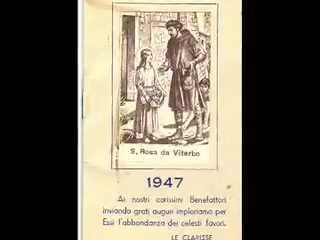 S. Rosa da Viterbo
1947
Ai nostri carissimi Benefattori
inviando grati auguri imploriamo per
Essi l'abbondanza dei celesti favori.
LE CLARISSE